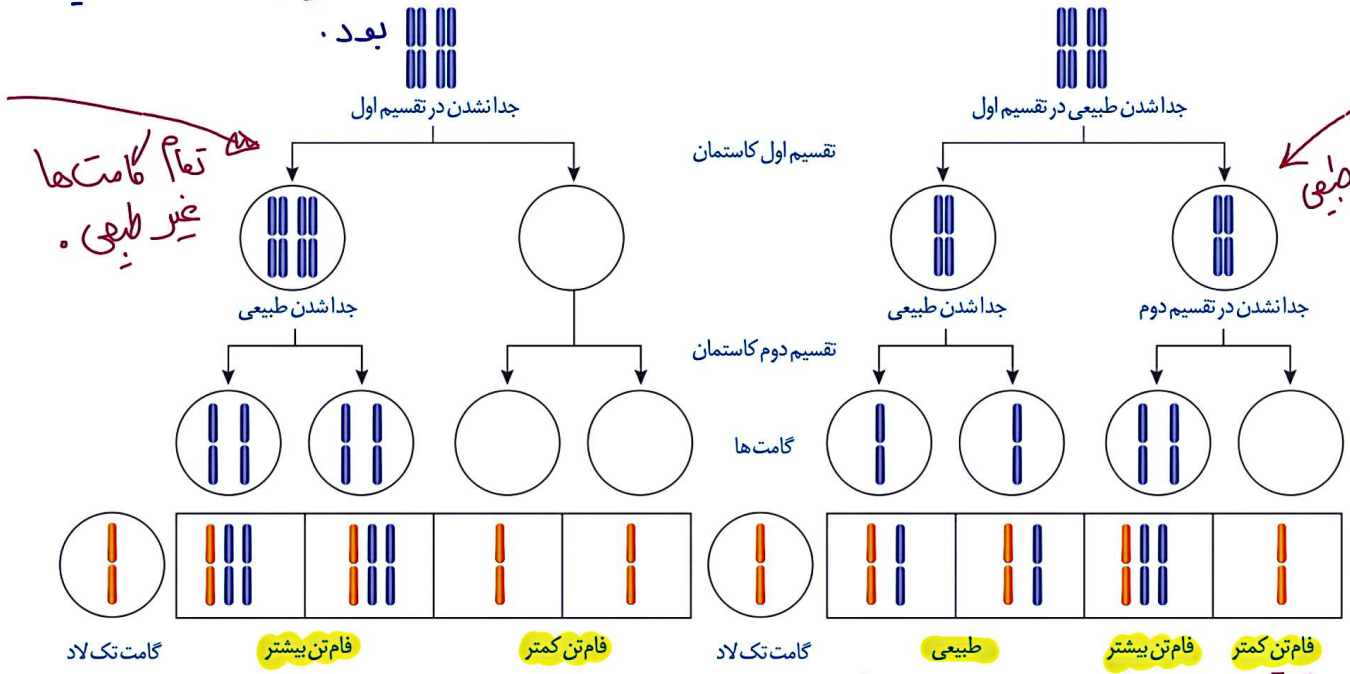 بود.
جدا نشدن در تقسیم اول
جدا شدن طبیعی در تقسیم اول
تقسیم اول کاستمان
تمام گامت‌ها
غیر طبیعی.
طبیعی
جدا شدن طبیعی
جدا شدن طبیعی
جدا نشدن در تقسیم دوم
تقسیم دوم کاستمان
گامت‌ها
گامت تک لاد
فام‌تن بیشتر
فام‌تن کمتر
گامت تک لاد
طبیعی
فام‌تن بیشتر
فام‌تن کمتر